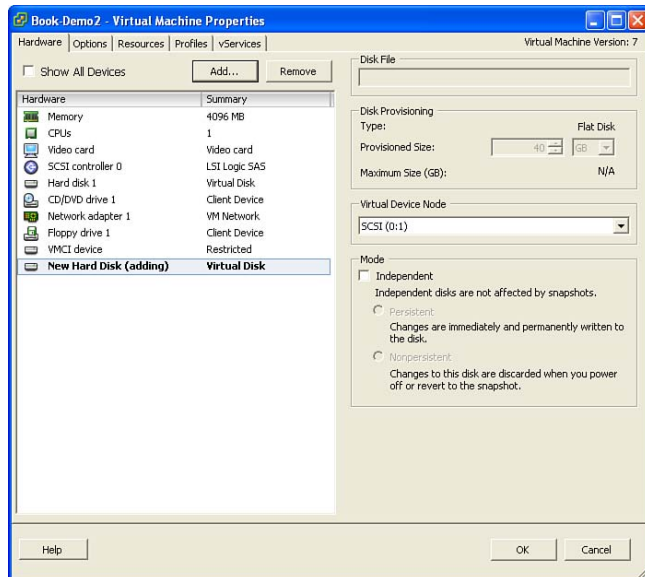 Book-Demo2 - Virtual Machine Properties
Hardware Options Resources Profiles vServices
Virtual Machine Version: 7
Show All Devices
Add...
Remove
Hardware Summary
Memory 4096 MB
CPUs 1
Video card Video card
SCSI controller 0 LSI Logic SAS
Hard disk 1 Virtual Disk
CD/DVD drive 1 Client Device
Network adapter 1 VM Network
Floppy drive 1 Client Device
VMCI device Restricted
New Hard Disk (adding) Virtual Disk
Disk File
Disk Provisioning
Type: Flat Disk
Provisioned Size: 40 GB
Maximum Size (GB): N/A
Virtual Device Node
SCSI (0:1)
Mode
Independent
Independent disks are not affected by snapshots.
Persistent
Changes are immediately and permanently written to
the disk.
Nonpersistent
Changes to this disk are discarded when you power
off or revert to the snapshot.
Help
OK
Cancel